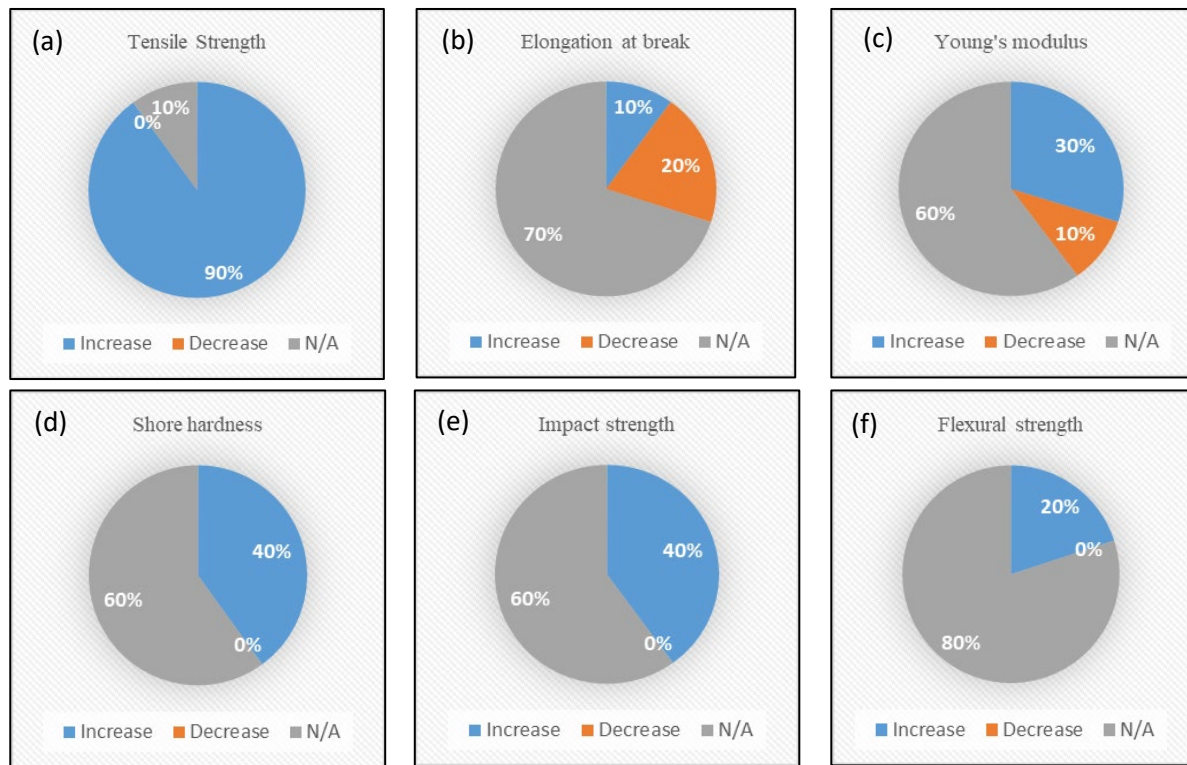 (a)
Tensile Strength
10%
0%
90%
Increase Decrease N/A
(b)
Elongation at break
10%
20%
70%
Increase Decrease N/A
(c)
Young's modulus
30%
60%
10%
Increase Decrease N/A
(d)
Shore hardness
40%
60%
0%
Increase Decrease N/A
(e)
Impact strength
40%
60%
0%
Increase Decrease N/A
(f)
Flexural strength
20%
0%
80%
Increase Decrease N/A